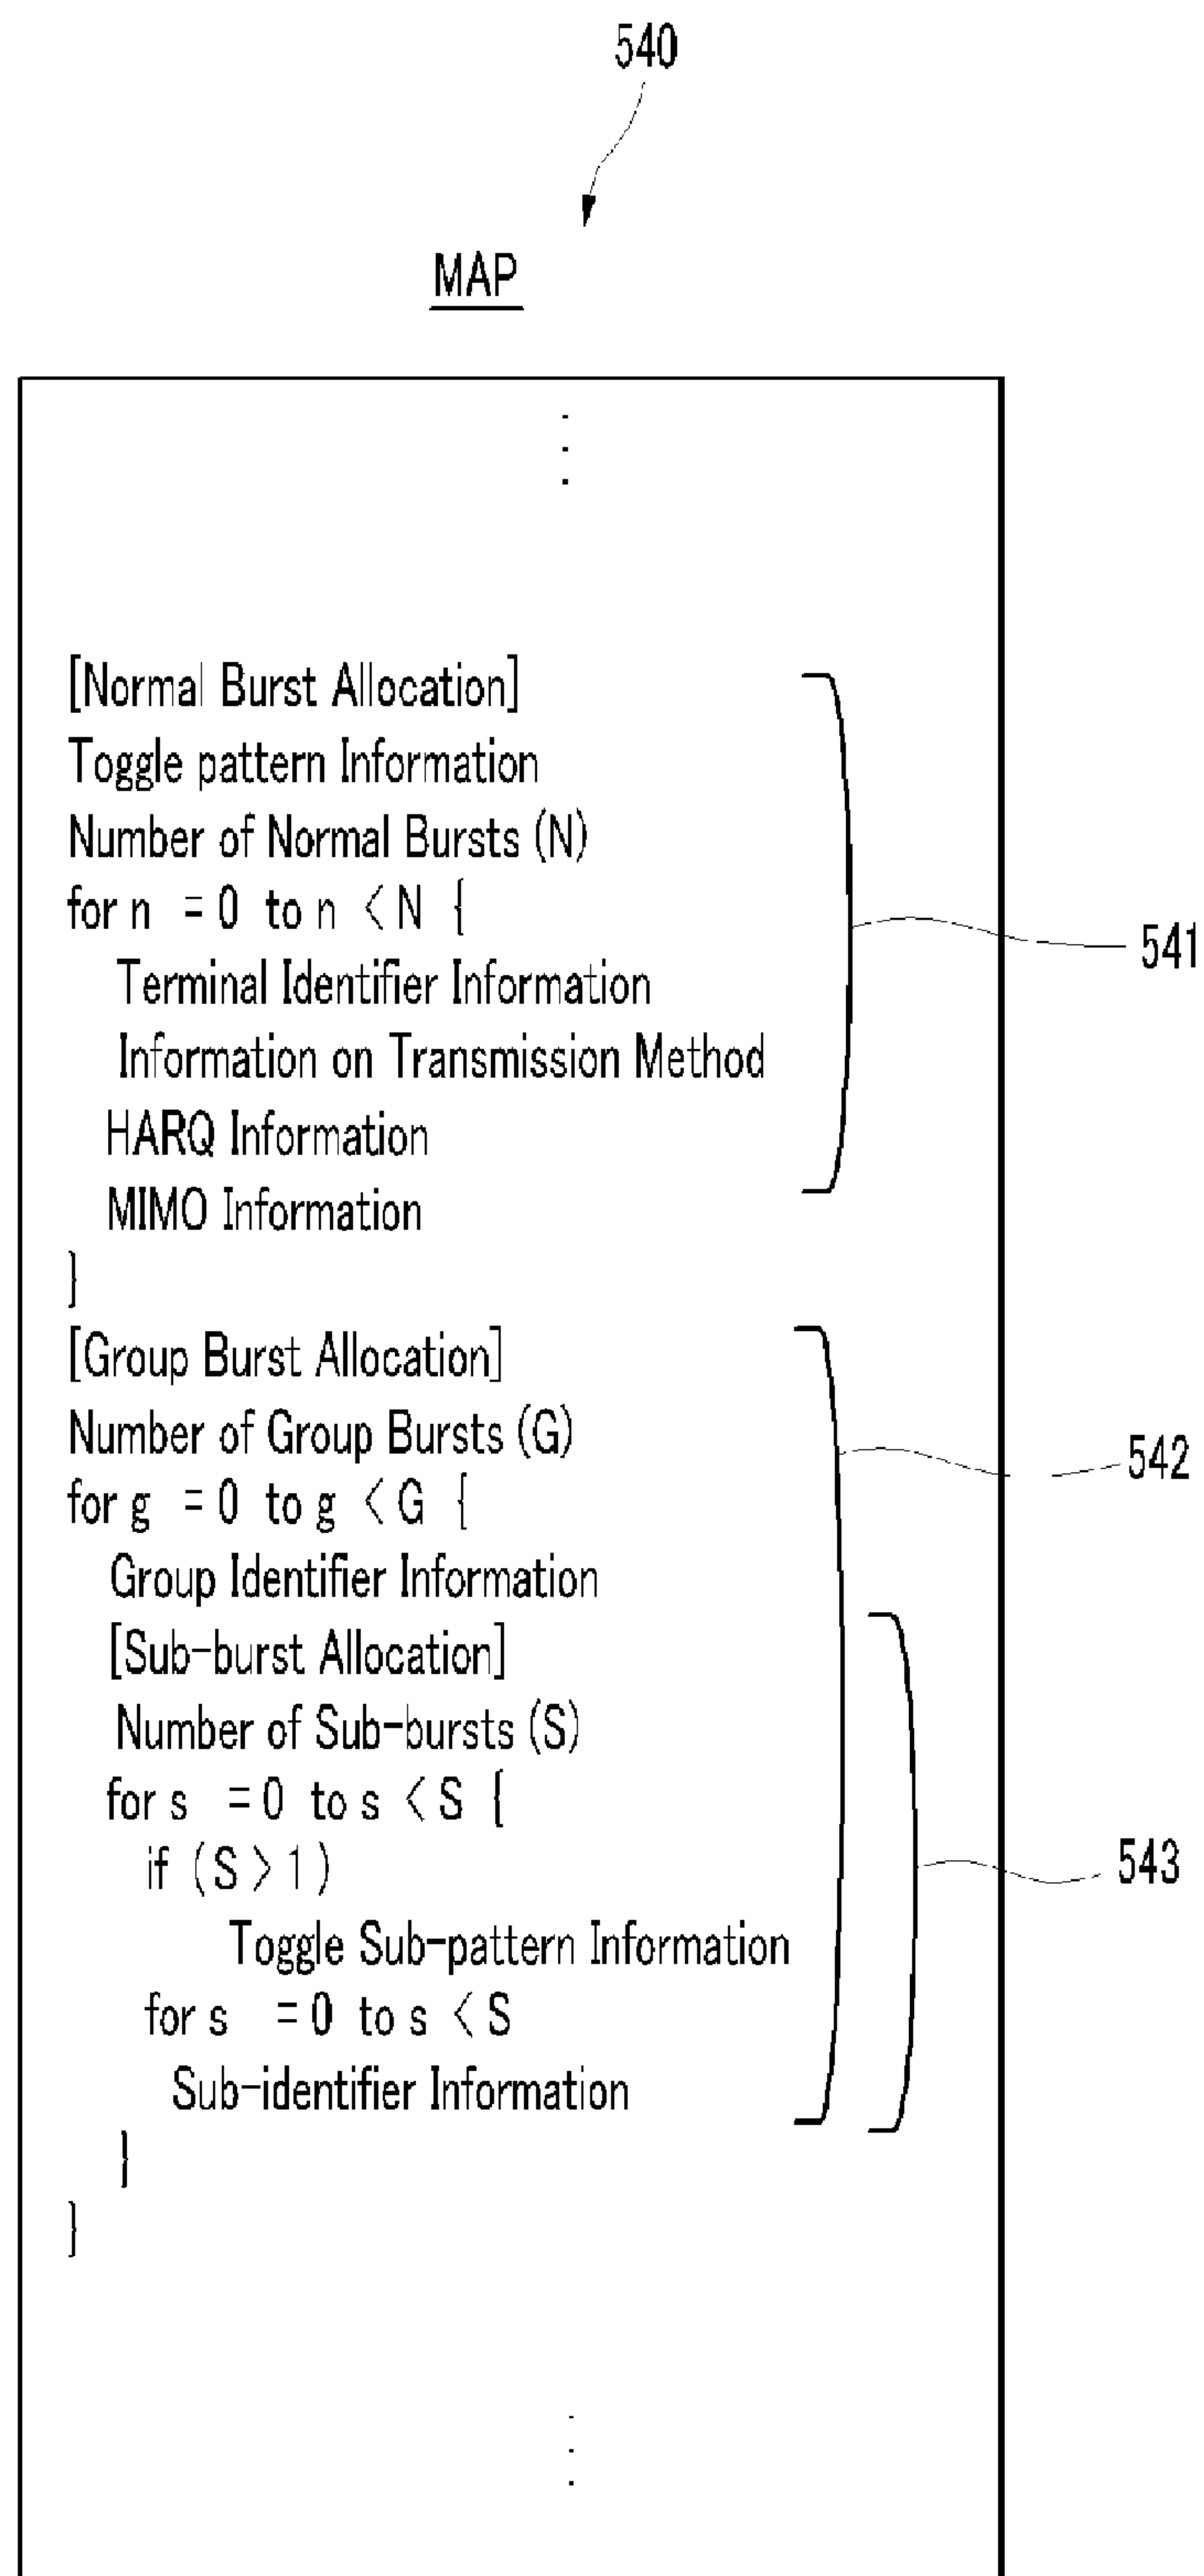 540
MAP
[Normal Burst Allocation]
Toggle pattern Information
Number of Normal Bursts (N)
for n = 0 to n < N {
Terminal Identifier Information
Information on Transmission Method
HARQ Information
MIMO Information
}
541
[Group Burst Allocation]
Number of Group Bursts (G)
for g = 0 to g < G {
Group Identifier Information
[Sub-burst Allocation]
Number of Sub-bursts (S)
for s = 0 to s < S {
if (S > 1)
Toggle Sub-pattern Information
for s = 0 to s < S
Sub-identifier Information
}
}
542
543